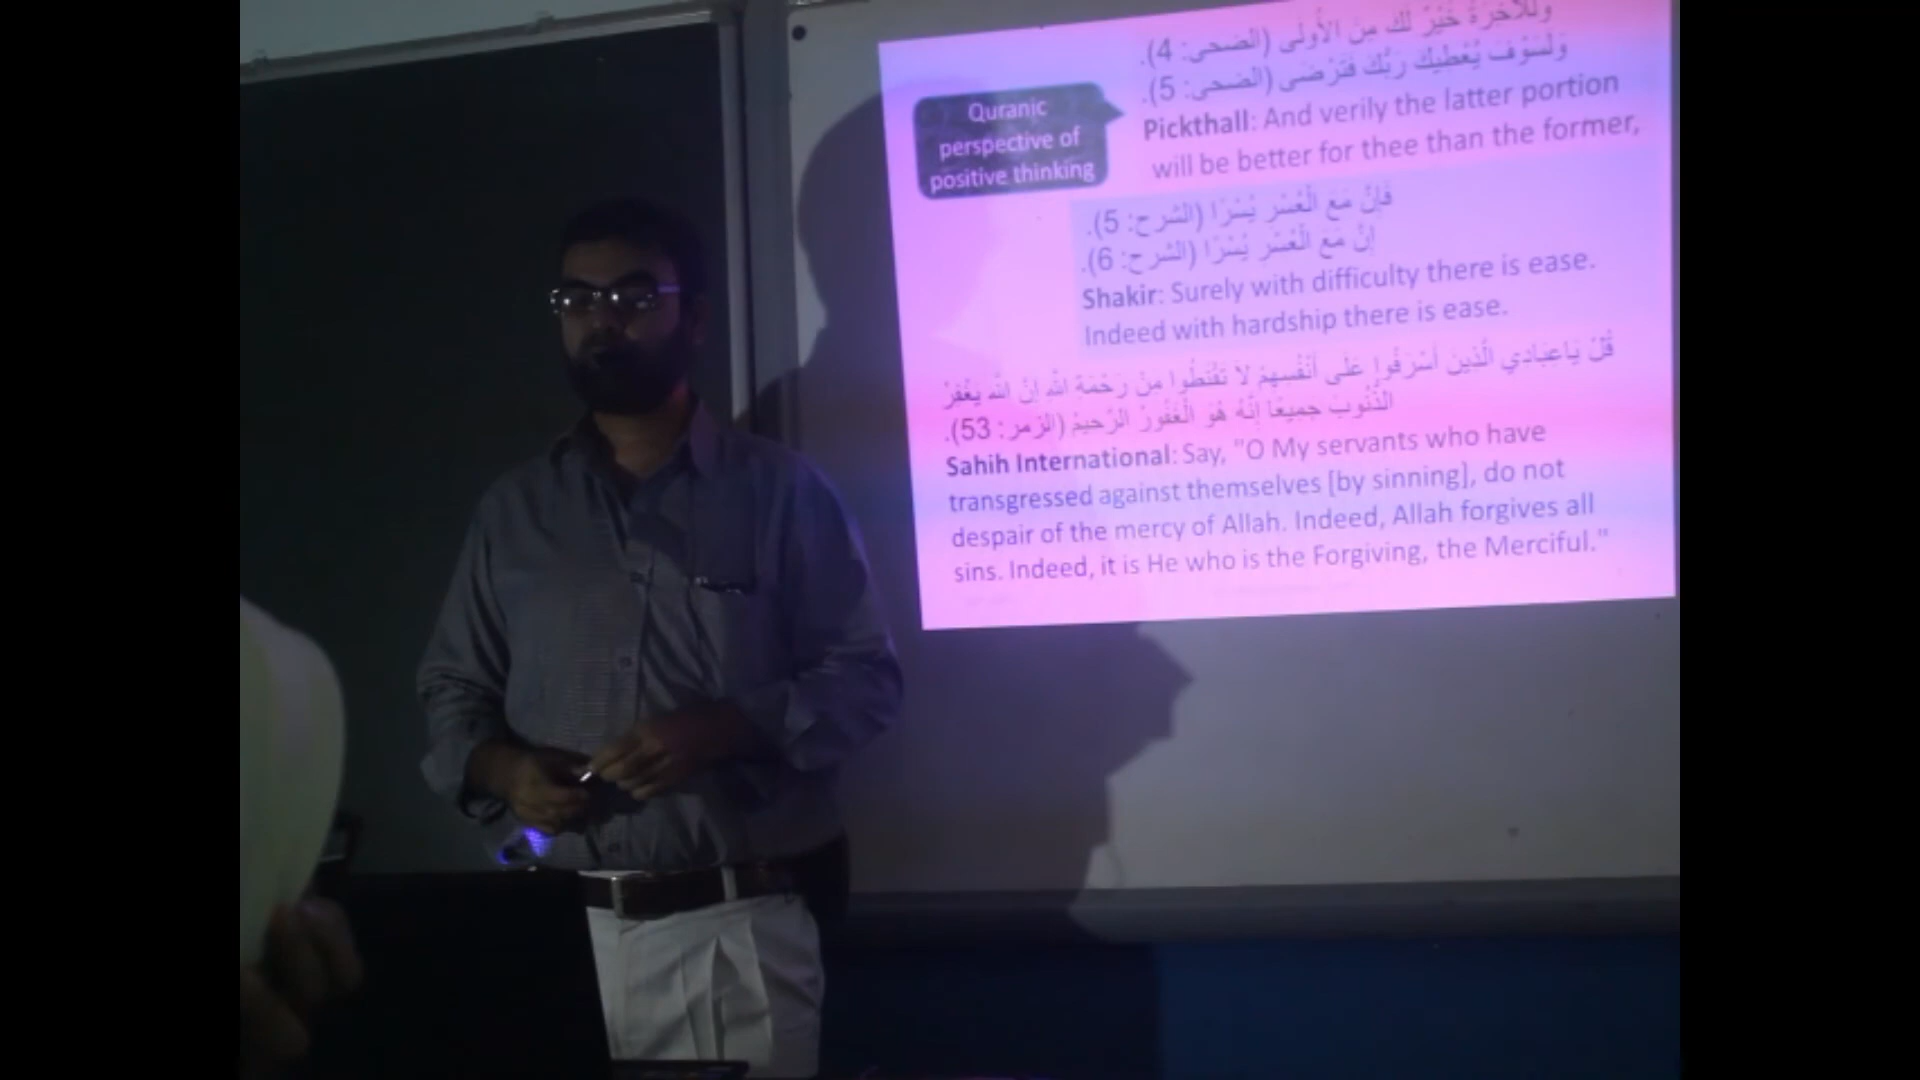 وَلَلْآخِرَةُ خَيْرٌ لَكَ مِنَ الْأُولَى (الضحى: 4).
وَلَسَوْفَ يُعْطِيكَ رَبُّكَ فَتَرْضَى (الضحى: 5).
Quranic
perspective of
positive thinking
Pickthall: And verily the latter portion
will be better for thee than the former,
فَإِنَّ مَعَ الْعُسْرِ يُسْرًا (الشرح: 5).
إِنَّ مَعَ الْعُسْرِ يُسْرًا (الشرح: 6).
Shakir: Surely with difficulty there is ease.
Indeed with hardship there is ease.
قُلْ يَاعِبَادِي الَّذِينَ أَسْرَفُوا عَلَى أَنْفُسِهِمْ لاَ تَقْنَطُوا مِنْ رَحْمَةِ اللَّهِ إِنَّ اللَّهَ يَغْفِرُ
الذُّنُوبَ جَمِيعًا إِنَّهُ هُوَ الْغَفُورُ الرَّحِيمُ (الزمر: 53).
Sahih International: Say, "O My servants who have
transgressed against themselves [by sinning], do not
despair of the mercy of Allah. Indeed, Allah forgives all
sins. Indeed, it is He who is the Forgiving, the Merciful."